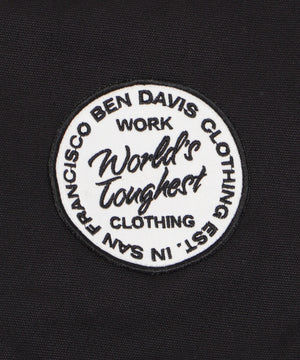 BEN DAVIS CLOTHING EST. IN SAN FRANCISCO
WORK
World's
Toughest
CLOTHING